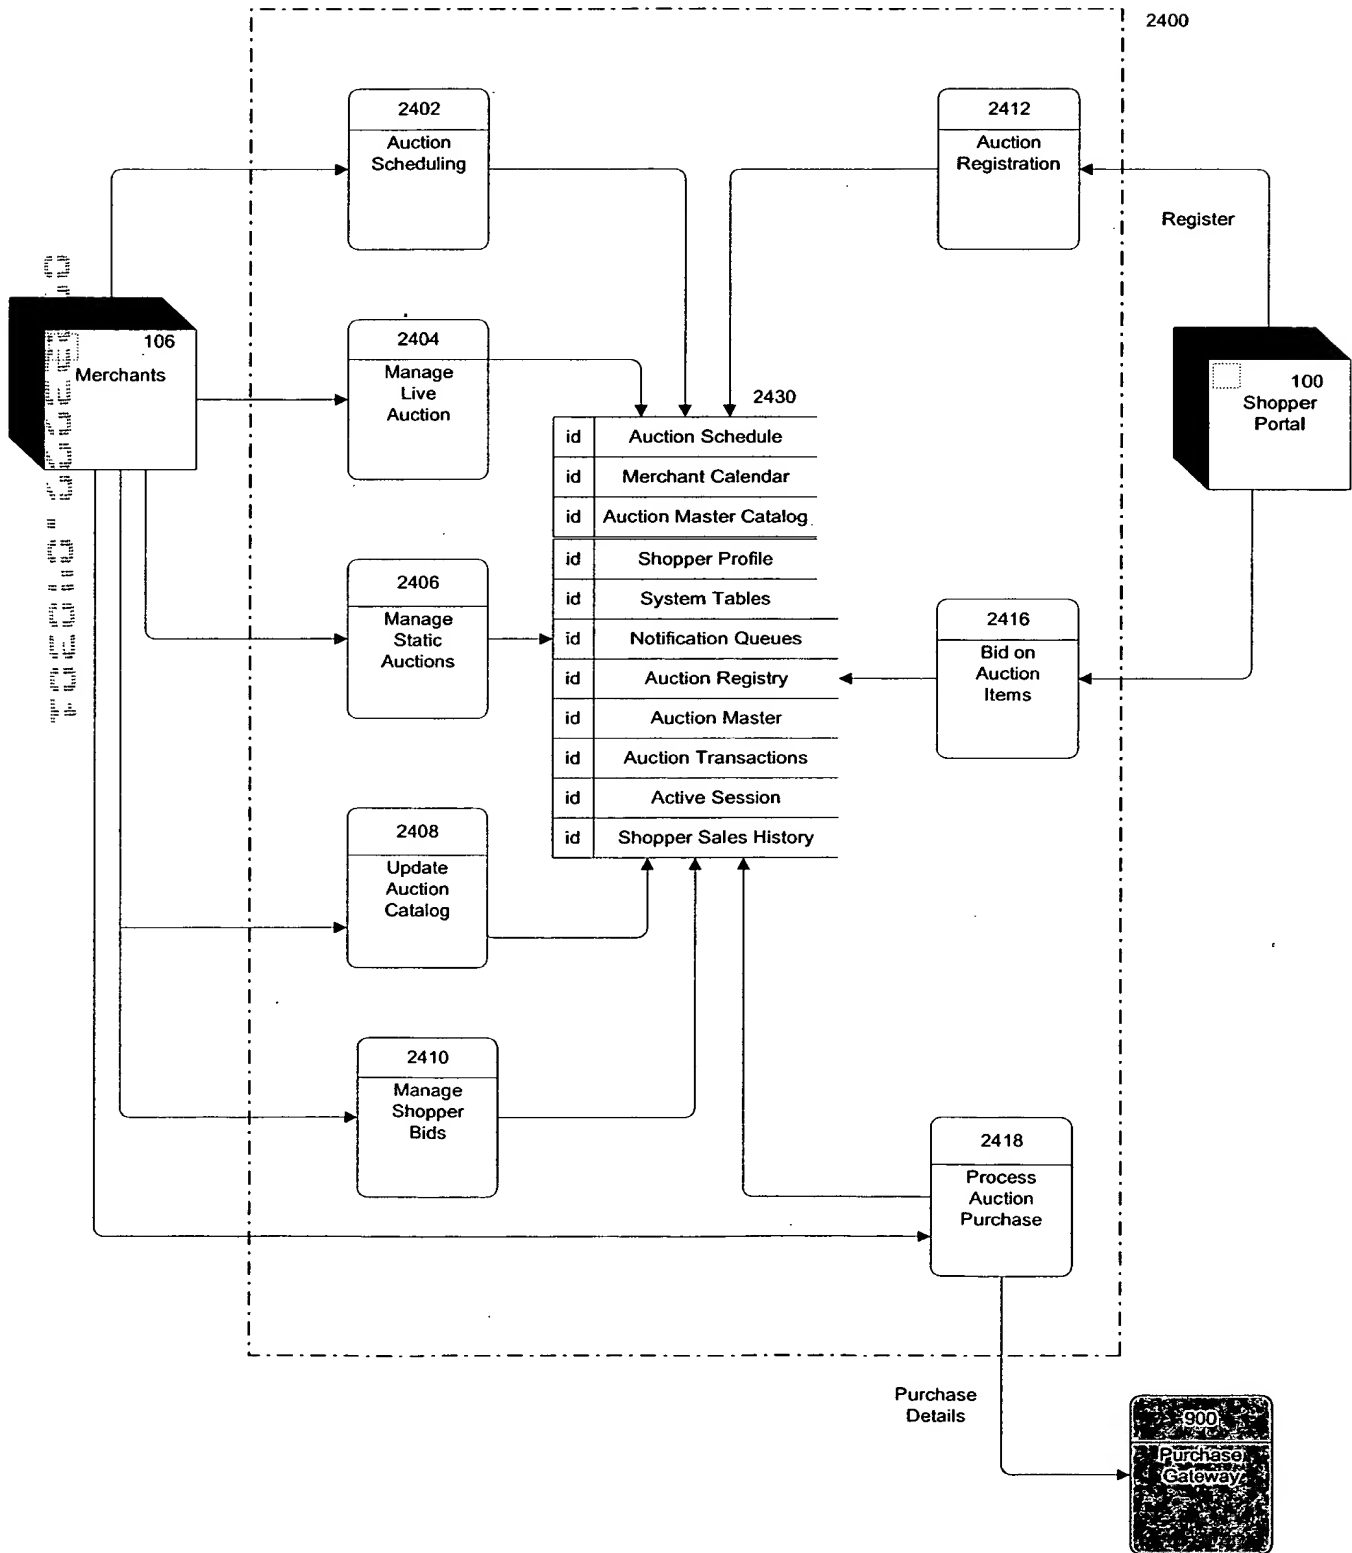 2400
2402
Auction
Scheduling
2412
Auction
Registration
Register
106
Merchants
2404
Manage
Live
Auction
100
Shopper
Portal
2430
id Auction Schedule
id Merchant Calendar
id Auction Master Catalog
id Shopper Profile
id System Tables
id Notification Queues
id Auction Registry
id Auction Master
id Auction Transactions
id Active Session
id Shopper Sales History
2406
Manage
Static
Auctions
2416
Bid on
Auction
Items
2408
Update
Auction
Catalog
2410
Manage
Shopper
Bids
2418
Process
Auction
Purchase
Purchase
Details
900
Purchase
Gateway